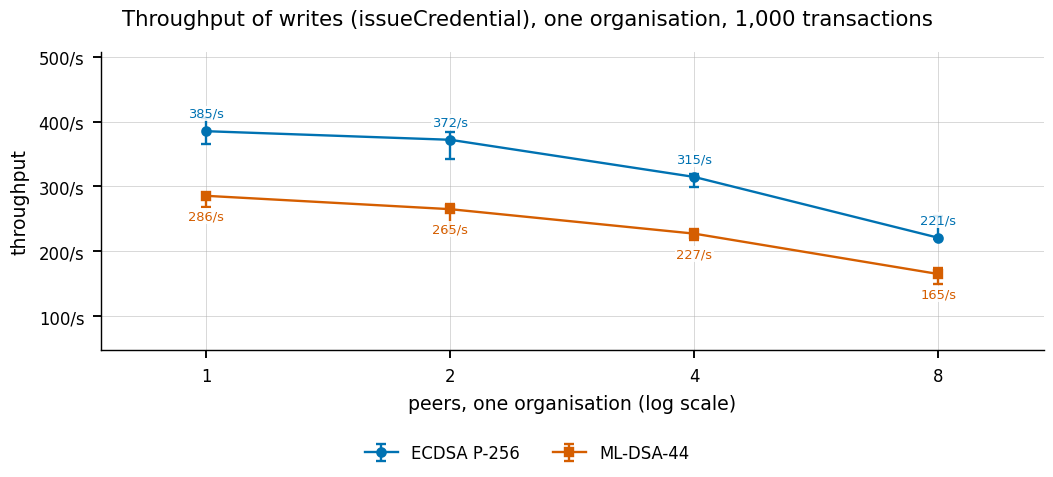 Throughput of writes (issueCredential), one organisation, 1,000 transactions
500/s
400/s
300/s
200/s
100/s
throughput
385/s
372/s
315/s
221/s
286/s
265/s
227/s
165/s
1
2
4
8
peers, one organisation (log scale)
ECDSA P-256
ML-DSA-44